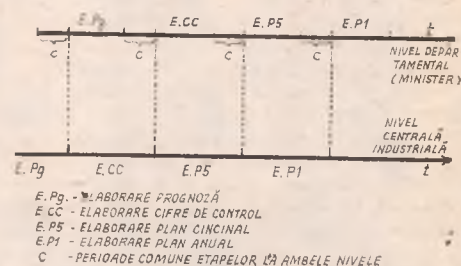 E.Pg E.CC E.P5 E.P1 t
C C C C
NIVEL DEPAR
TAMENTAL
(MINISTER)
NIVEL
CENTRALĂ
INDUSTRIALĂ
E.Pg E.CC E.P5 E.P1 t
E.Pg. - ELABORARE PROGNOZĂ
E.CC - ELABORARE CIFRE DE CONTROL
E.P5 - ELABORARE PLAN CINCINAL
E.P1 - ELABORARE PLAN ANUAL
C - PERIOADE COMUNE ETAPELOR LA AMBELE NIVELE